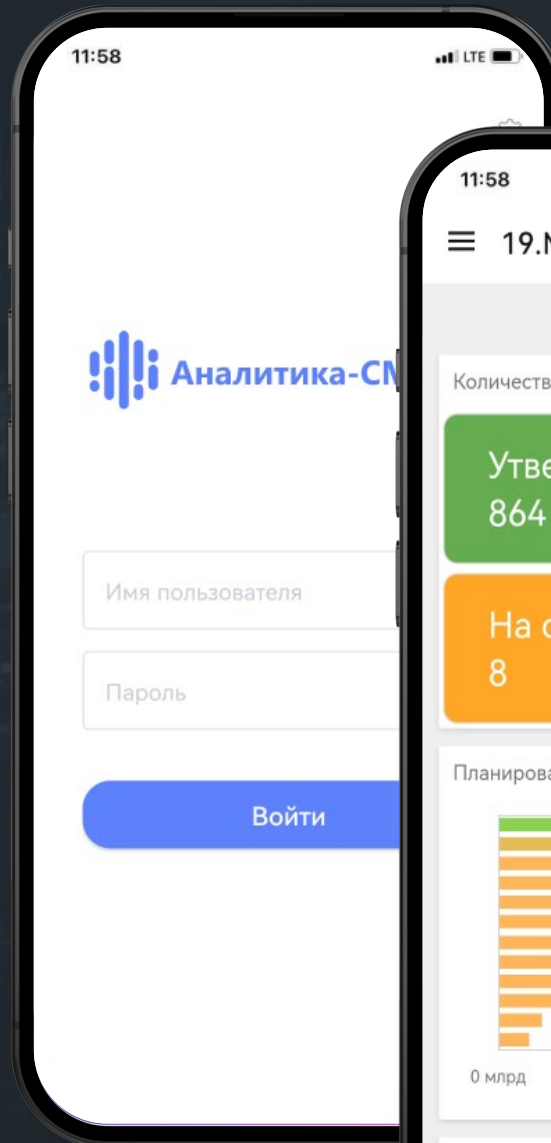 11:58
LTE
Аналитика-СМ
Имя пользователя
Пароль
Войти
11:58
19.
Количеств
Утве
864
На
8
Планирова
0 млрд